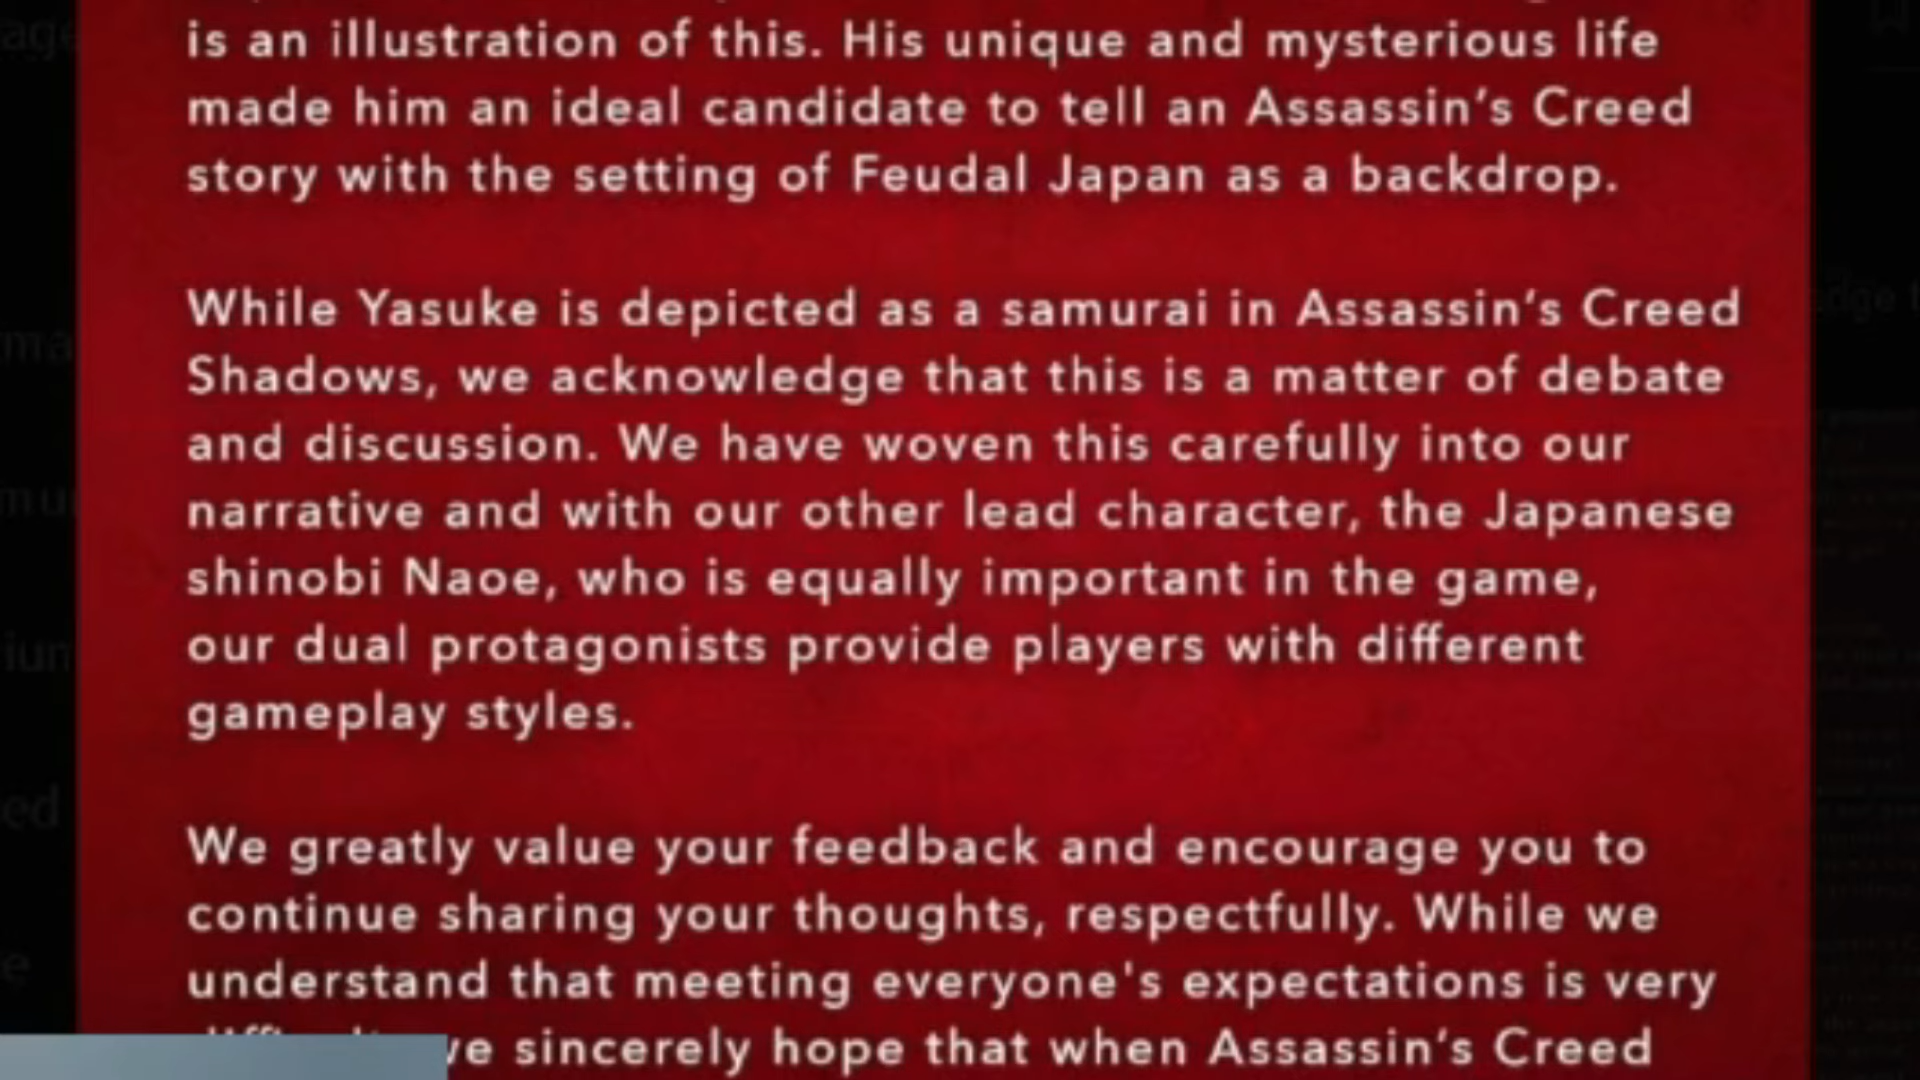 is an illustration of this. His unique and mysterious life
made him an ideal candidate to tell an Assassin’s Creed
story with the setting of Feudal Japan as a backdrop.
While Yasuke is depicted as a samurai in Assassin’s Creed
Shadows, we acknowledge that this is a matter of debate
and discussion. We have woven this carefully into our
narrative and with our other lead character, the Japanese
shinobi Naoe, who is equally important in the game,
our dual protagonists provide players with different
gameplay styles.
We greatly value your feedback and encourage you to
continue sharing your thoughts, respectfully. While we
understand that meeting everyone's expectations is very
sincerely hope that when Assassin’s Creed